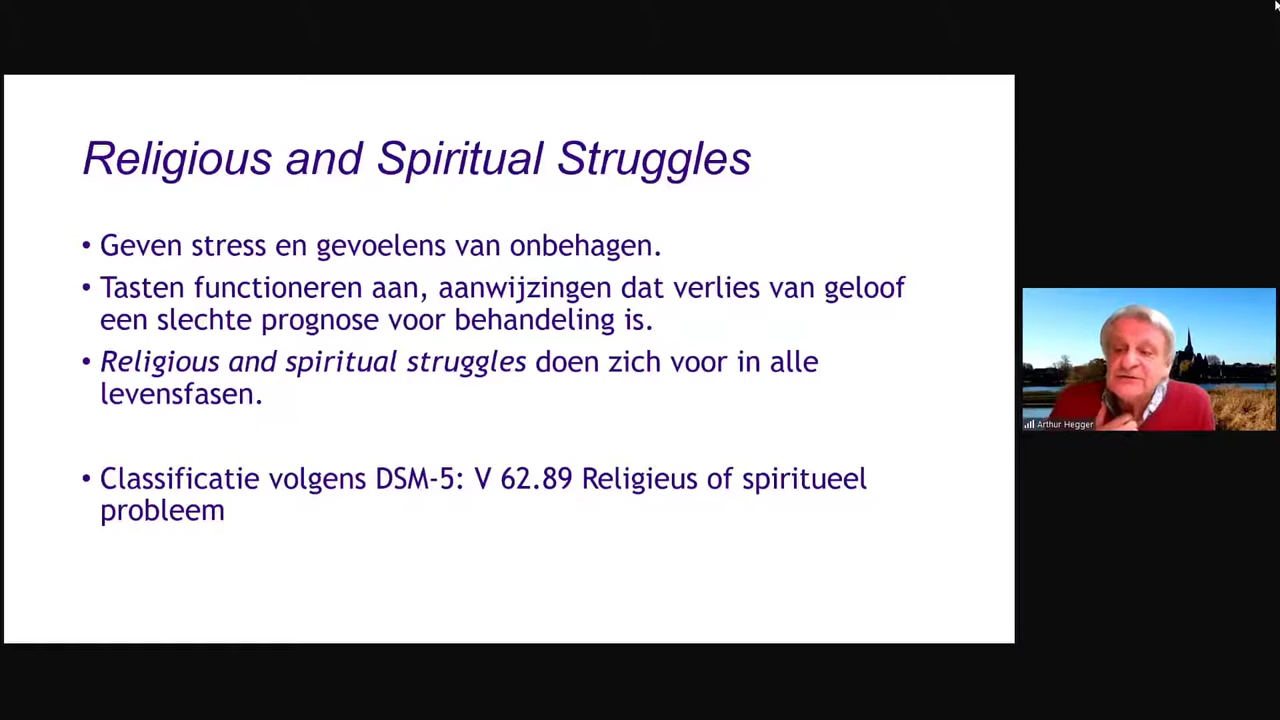 Religious and Spiritual Struggles
• Geven stress en gevoelens van onbehagen.
• Tasten functioneren aan, aanwijzingen dat verlies van geloof
een slechte prognose voor behandeling is.
• Religious and spiritual struggles doen zich voor in alle
levensfasen.
• Classificatie volgens DSM-5: V 62.89 Religieus of spiritueel
probleem
Arthur Hegger